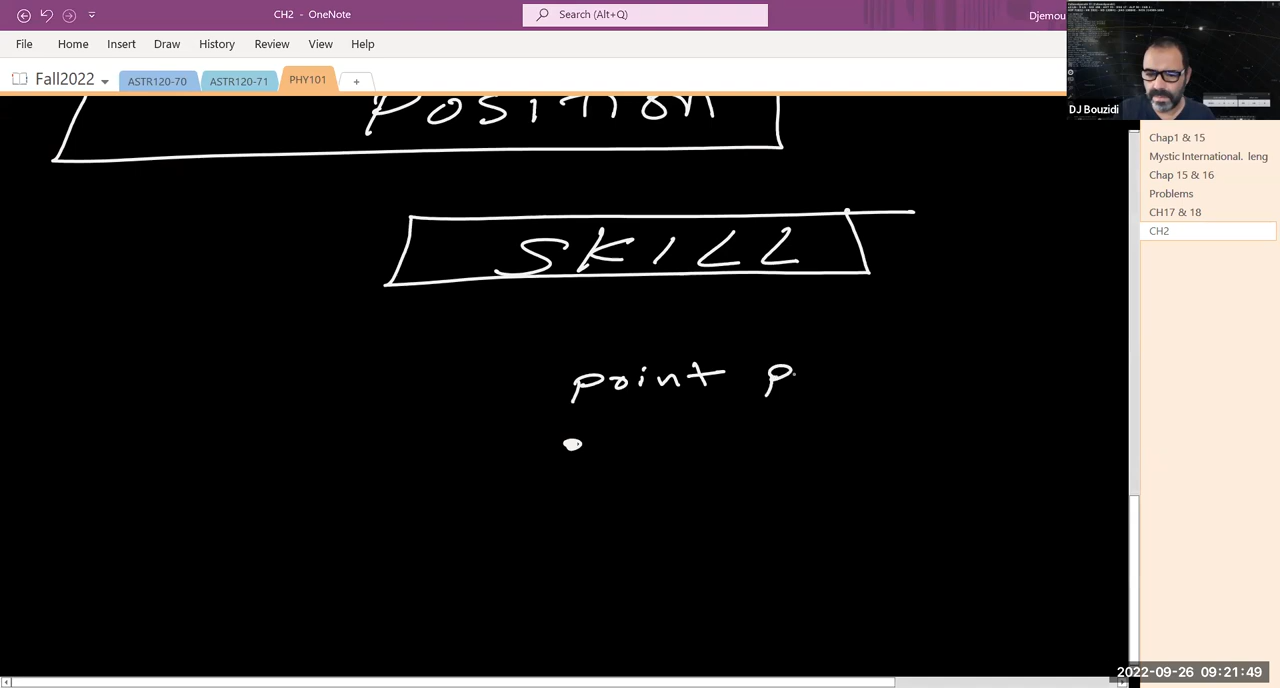 CH2 - OneNote
Search (Alt+Q)
Djemou
File Home Insert Draw History Review View Help
Fall2022 ASTR120-70 ASTR120-71 PHY101
DJ Bouzidi
POSITION
Chap1 & 15
Mystic International. leng
Chap 15 & 16
Problems
CH17 & 18
CH2
SKILL
point p
2022-09-26 09:21:49